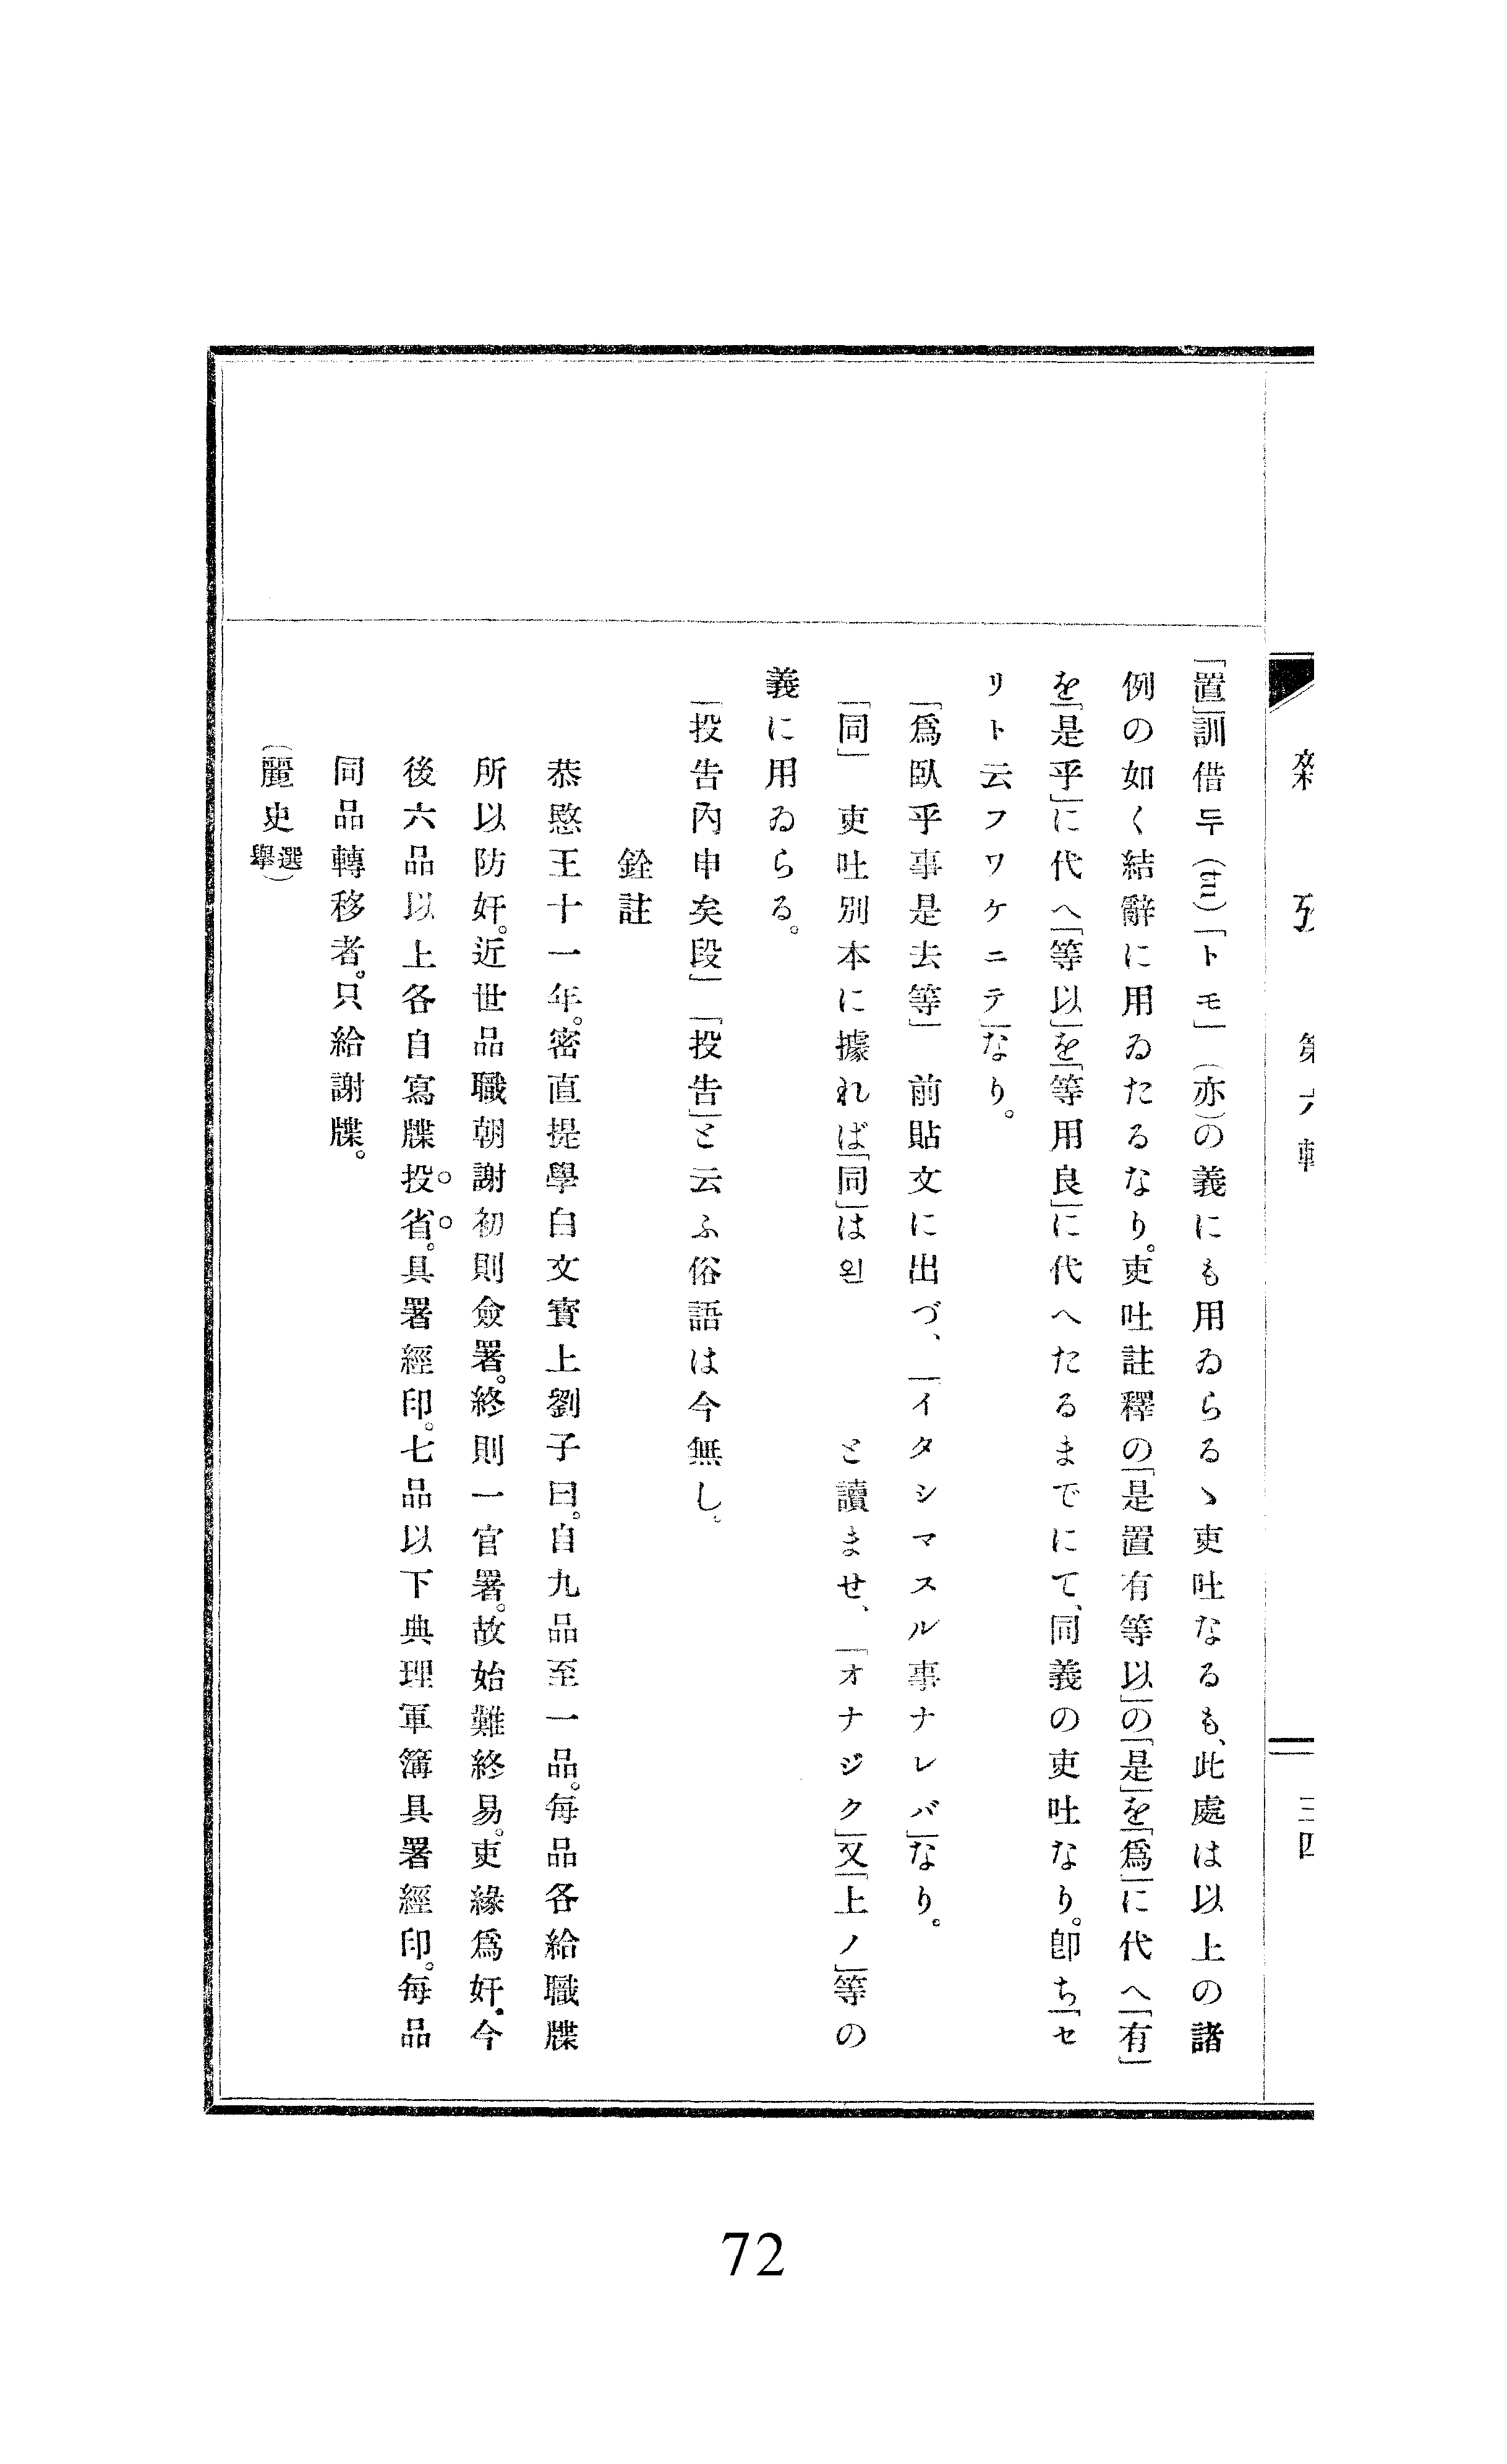 「置」訓借두(tu)「トモ」(亦)の義にも用ゐらるゝ吏吐なるも、此處は以上の諸
例の如く結辭に用ゐたるなり。吏吐註釋の「是置有等以」の「是」を「爲」に代へ「有」
を「是乎」に代へ「等以」を「等用良」に代へたるまでにて、同義の吏吐なり。卽ち「セ
リト云フワケニテ」なり。
「爲臥乎事是去等」 前貼文に出づ、「イタシマスル事ナレバ」なり。
「同」 吏吐別本に據れば「同」は왼 と讀ませ、「オナジク」又「上ノ」等の
義に用ゐらる。
「投告內申矣段」「投告」と云ふ俗語は今無し。
銓註
恭愍王十一年。密直提學白文寳上劉子曰。自九品至一品。每品各給職牒
所以防奸。近世品職朝謝初則僉署。終則一官署。故始難終易。吏緣爲奸。今
後六品以上各自寫牒投省。具署經印。七品以下典理軍簿具署經印。每品
同品轉移者。只給謝牒。
(麗史選擧)
第六
三四
72